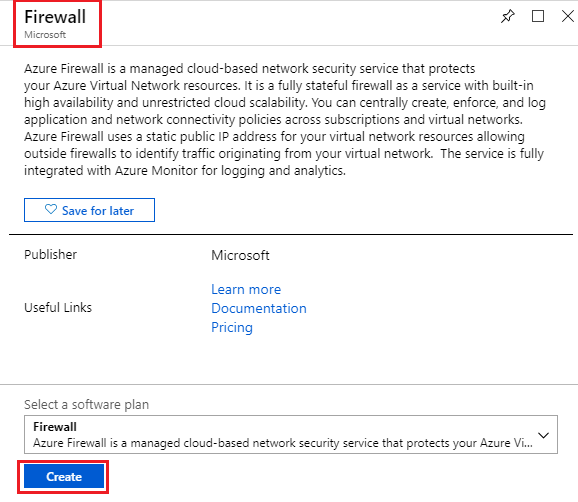 Firewall
Microsoft
Azure Firewall is a managed cloud-based network security service that protects
your Azure Virtual Network resources. It is a fully stateful firewall as a service with built-in
high availability and unrestricted cloud scalability. You can centrally create, enforce, and log
application and network connectivity policies across subscriptions and virtual networks.
Azure Firewall uses a static public IP address for your virtual network resources allowing
outside firewalls to identify traffic originating from your virtual network.  The service is fully
integrated with Azure Monitor for logging and analytics.
Save for later
Publisher Microsoft
Learn more
Useful Links Documentation
Pricing
Select a software plan
Firewall
Azure Firewall is a managed cloud-based network security service that protects your Azure Vi...
Create